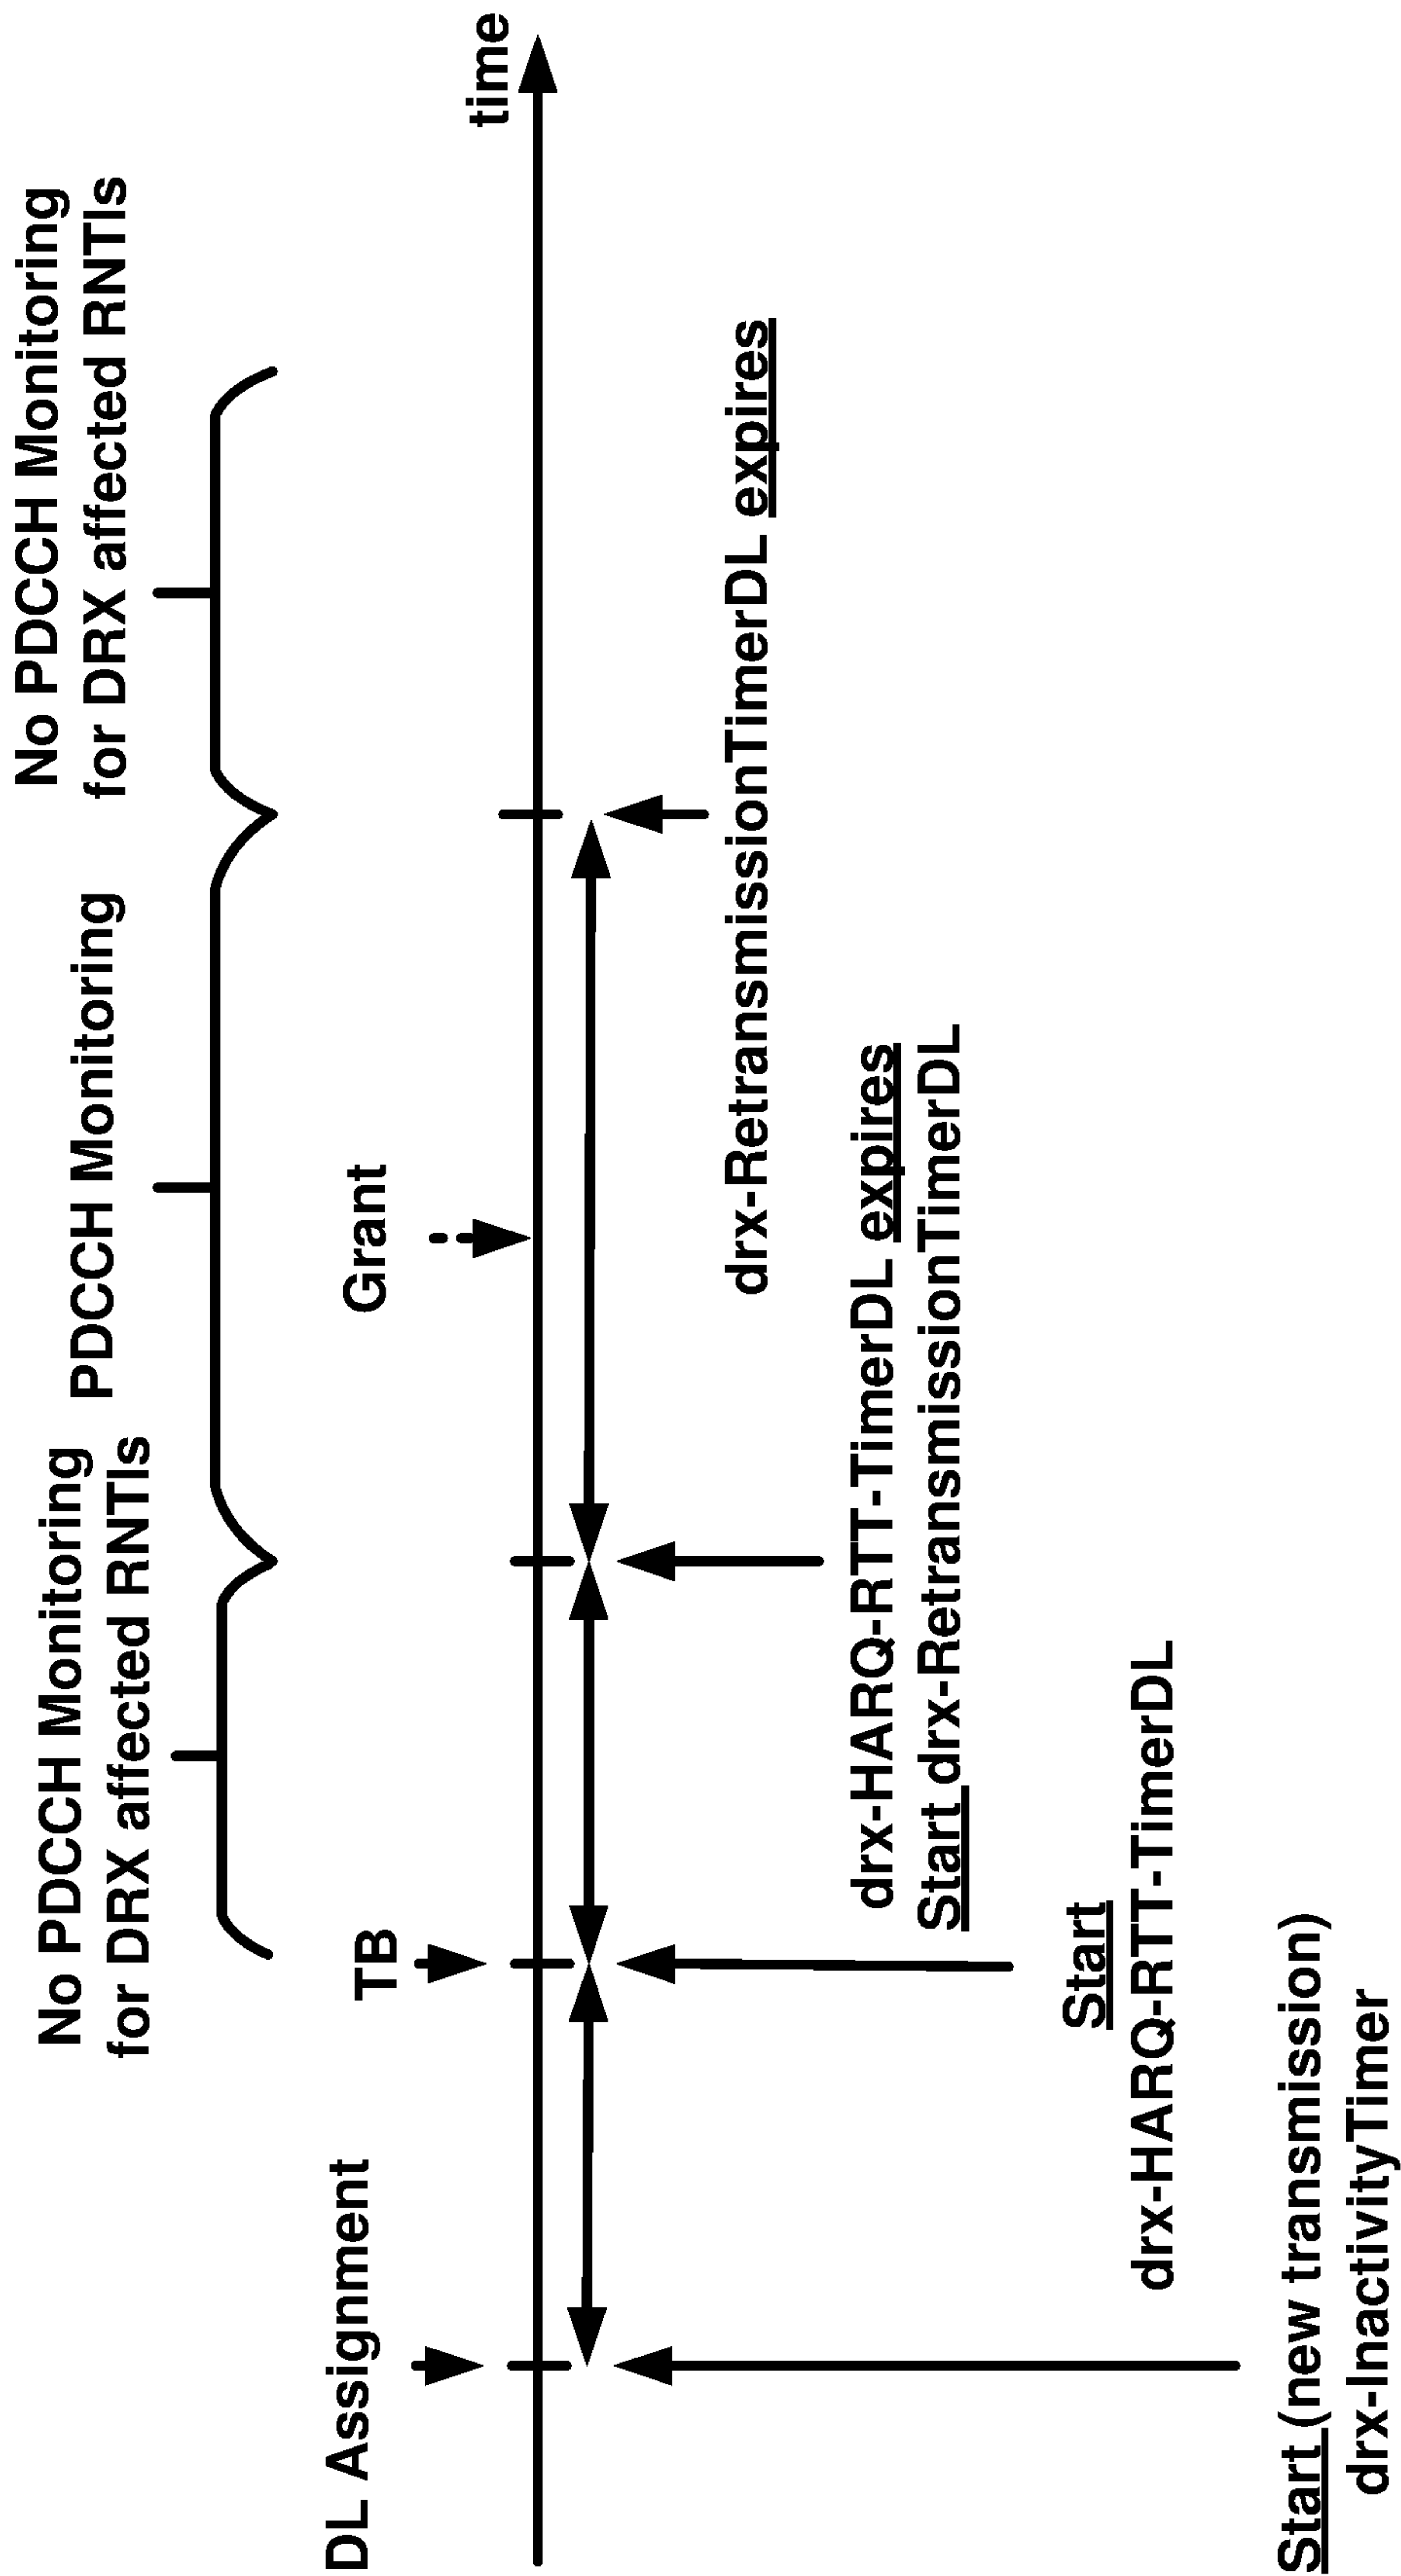 No PDCCH Monitoring
for DRX affected RNTIs
PDCCH Monitoring
No PDCCH Monitoring
for DRX affected RNTIs
DL Assignment
TB
Grant
time
drx-RetransmissionTimerDL expires
drx-HARQ-RTT-TimerDL expires
Start drx-RetransmissionTimerDL
Start
drx-HARQ-RTT-TimerDL
Start (new transmission)
drx-InactivityTimer